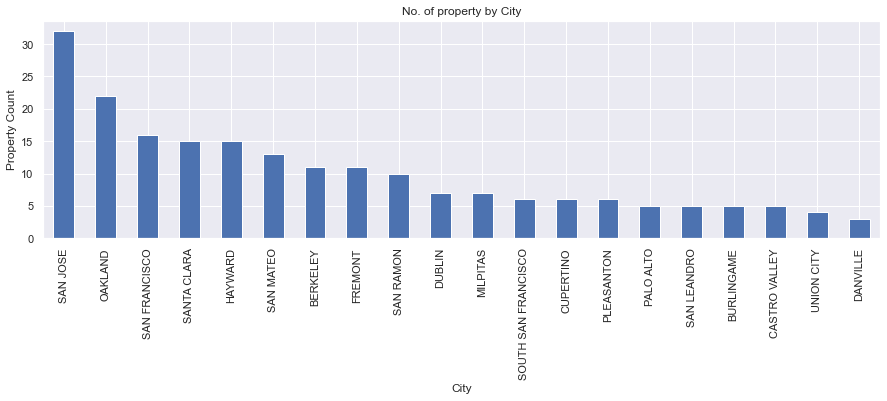 No. of property by City
Property Count
30
25
20
15
10
5
0
SAN JOSE
OAKLAND
SAN FRANCISCO
SANTA CLARA
HAYWARD
SAN MATEO
BERKELEY
FREMONT
SAN RAMON
DUBLIN
MILPITAS
SOUTH SAN FRANCISCO
CUPERTINO
PLEASANTON
PALO ALTO
SAN LEANDRO
BURLINGAME
CASTRO VALLEY
UNION CITY
DANVILLE
City